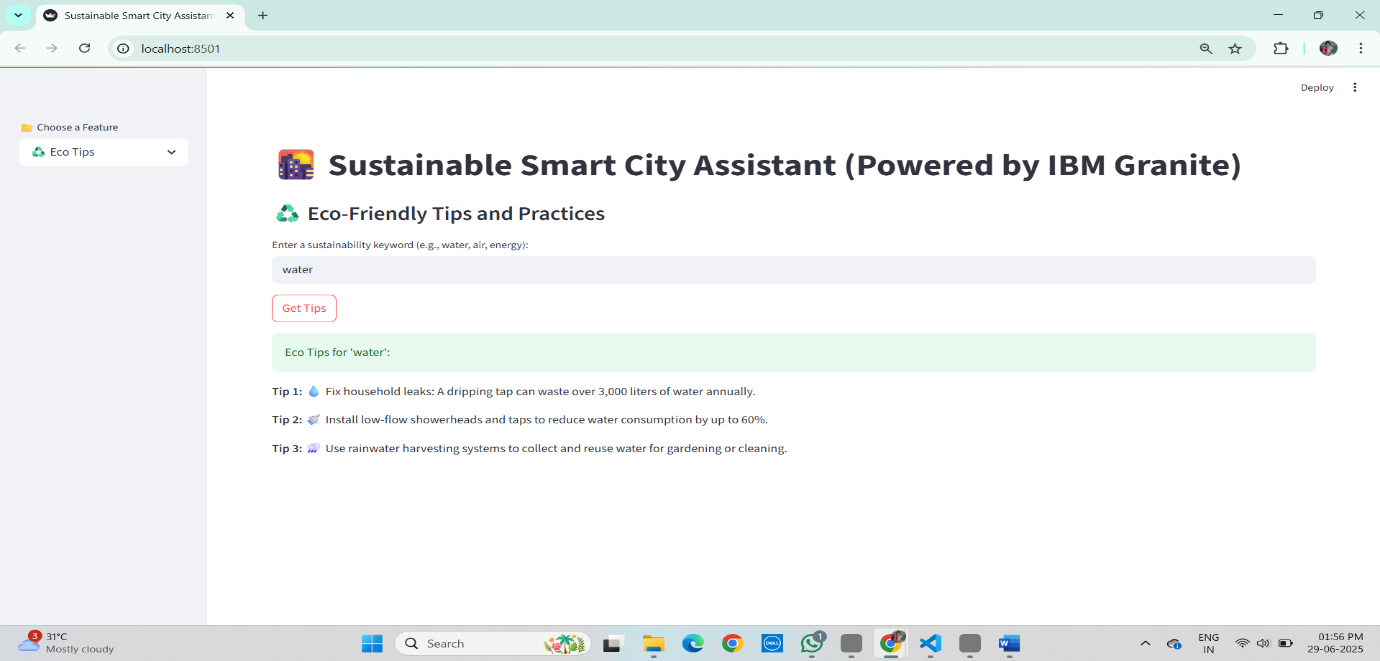 Sustainable Smart City Assistant
localhost:8501
Deploy
Choose a Feature
Eco Tips
Sustainable Smart City Assistant (Powered by IBM Granite)
Eco-Friendly Tips and Practices
Enter a sustainability keyword (e.g., water, air, energy):
water
Get Tips
Eco Tips for 'water':
Tip 1: 💧 Fix household leaks: A dripping tap can waste over 3,000 liters of water annually.
Tip 2: 🚿 Install low-flow showerheads and taps to reduce water consumption by up to 60%.
Tip 3: 🌧️ Use rainwater harvesting systems to collect and reuse water for gardening or cleaning.
3
31°C
Mostly cloudy
Search
DELL
1
W
ENG
IN
01:56 PM
29-06-2025